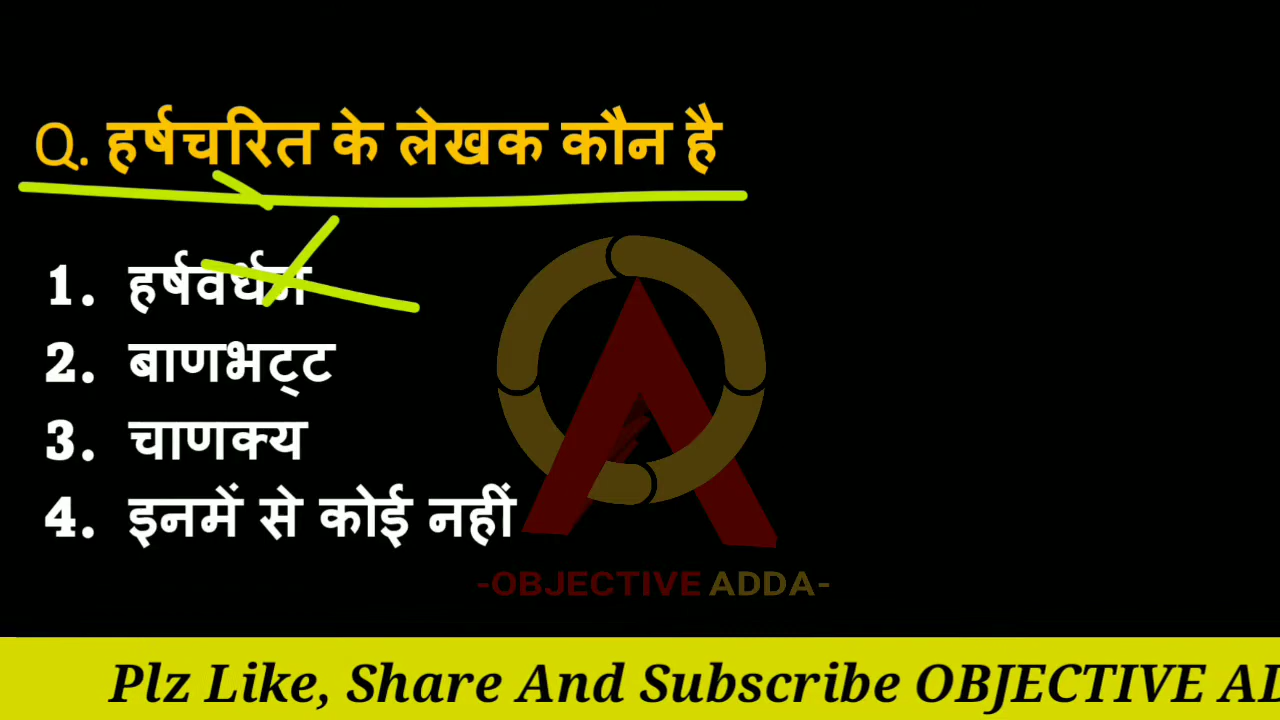 Q. हर्षचरित के लेखक कौन है
1. हर्षवर्धन
2. बाणभट्ट
3. चाणक्य
4. इनमें से कोई नहीं
-OBJECTIVE ADDA-
Plz Like, Share And Subscribe OBJECTIVE AD